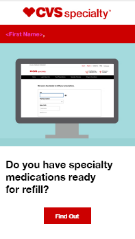 CVS specialty®
<First Name>,
Do you have specialty
medications ready
for refill?
Find Out